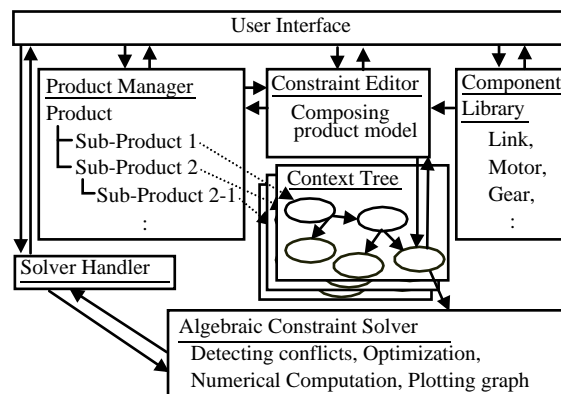 User Interface
Product Manager
Product
Sub-Product 1
Sub-Product 2
Sub-Product 2-1
:
Constraint Editor
Composing
product model
Component
Library
Link,
Motor,
Gear,
:
Context Tree
Solver Handler
Algebraic Constraint Solver
Detecting conflicts, Optimization,
Numerical Computation, Plotting graph